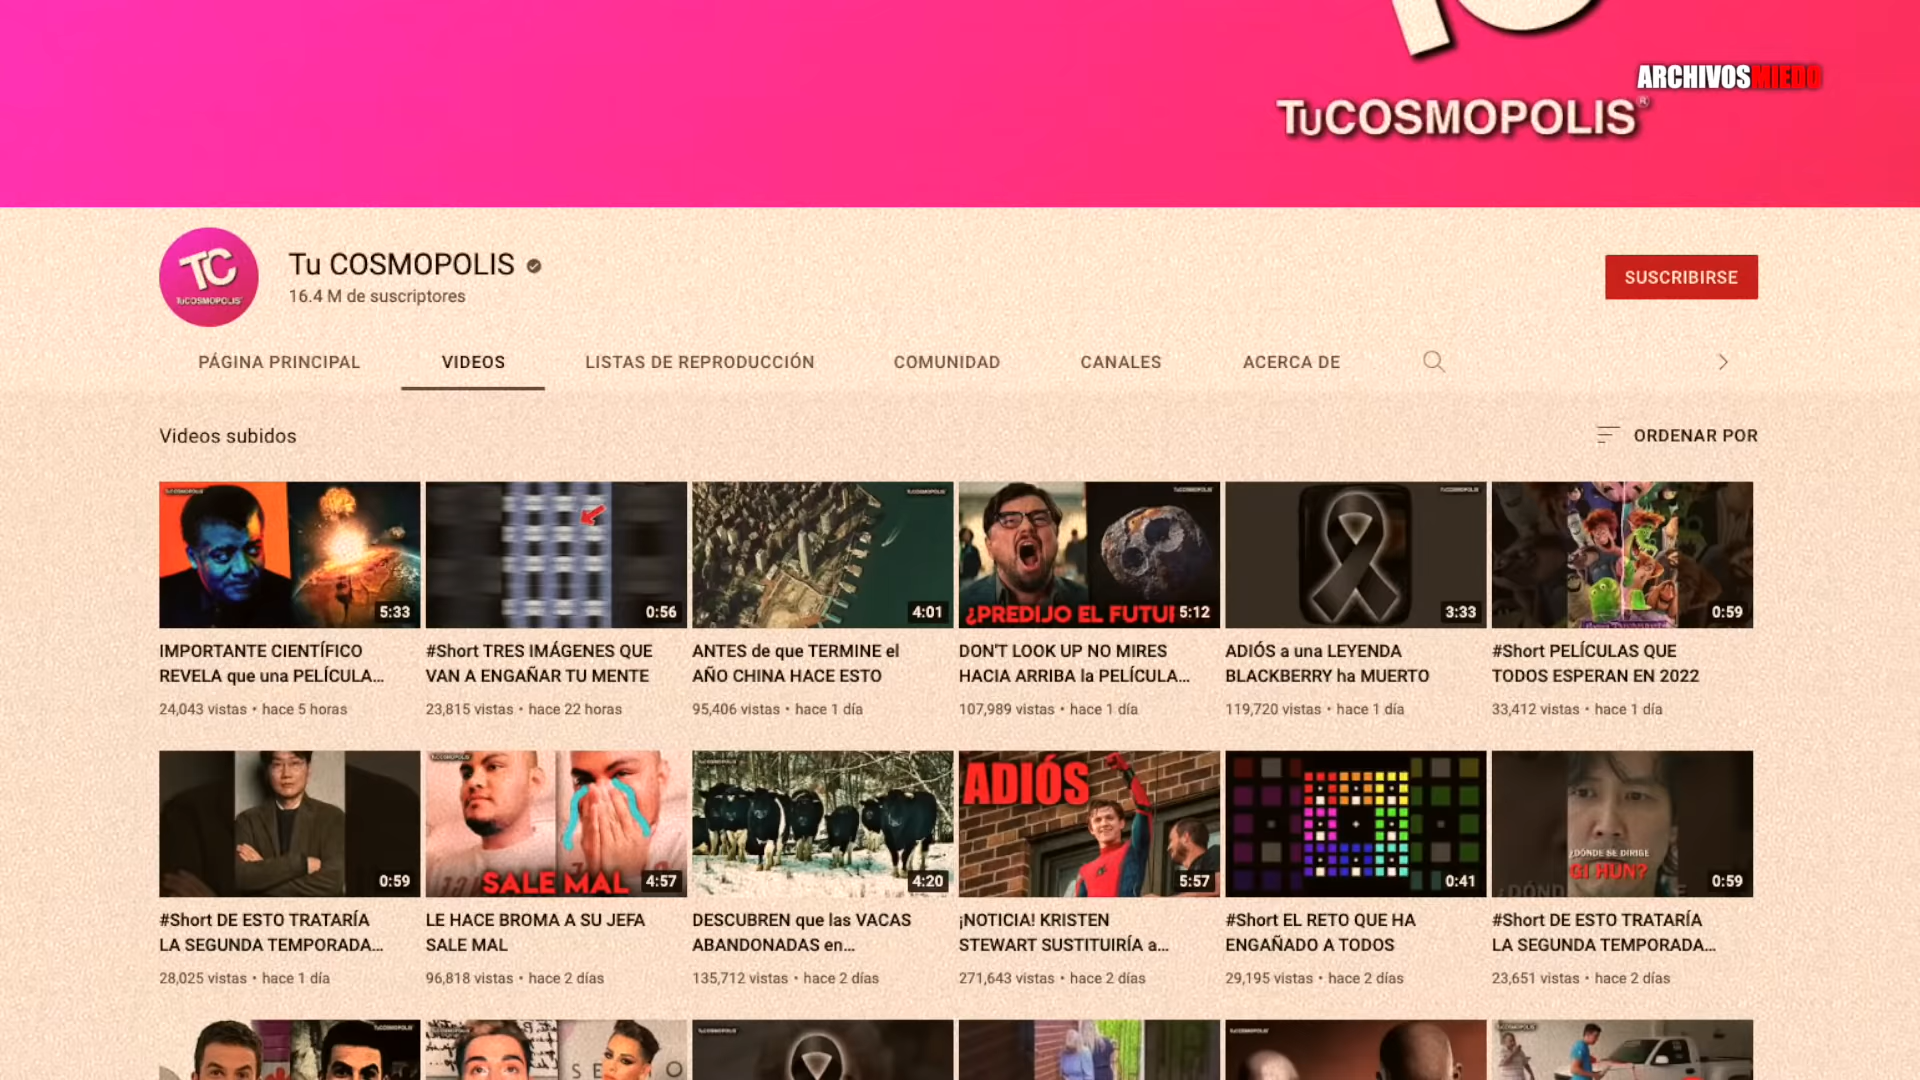 ARCHIVOSMIEDO
TuCOSMOPOLIS®
TC
TuCOSMOPOLIS
Tu COSMOPOLIS
16.4 M de suscriptores
SUSCRIBIRSE
PÁGINA PRINCIPAL
VIDEOS
LISTAS DE REPRODUCCIÓN
COMUNIDAD
CANALES
ACERCA DE
Videos subidos
ORDENAR POR
5:33
0:56
4:01
¿PREDIJO EL FUTU
5:12
3:33
0:59
IMPORTANTE CIENTÍFICO
REVELA que una PELÍCULA...
24,043 vistas • hace 5 horas
#Short TRES IMÁGENES QUE
VAN A ENGAÑAR TU MENTE
23,815 vistas • hace 22 horas
ANTES de que TERMINE el
AÑO CHINA HACE ESTO
95,406 vistas • hace 1 día
DON'T LOOK UP NO MIRES
HACIA ARRIBA la PELÍCULA...
107,989 vistas • hace 1 día
ADIÓS a una LEYENDA
BLACKBERRY ha MUERTO
119,720 vistas • hace 1 día
#Short PELÍCULAS QUE
TODOS ESPERAN EN 2022
33,412 vistas • hace 1 día
0:59
SALE MAL
4:57
4:20
ADIÓS
5:57
0:41
¿DÓNDE SE DIRIGE
GI HUN?
0:59
#Short DE ESTO TRATARÍA
LA SEGUNDA TEMPORADA...
28,025 vistas • hace 1 día
LE HACE BROMA A SU JEFA
SALE MAL
96,818 vistas • hace 2 días
DESCUBREN que las VACAS
ABANDONADAS en...
135,712 vistas • hace 2 días
¡NOTICIA! KRISTEN
STEWART SUSTITUIRÍA a...
271,643 vistas • hace 2 días
#Short EL RETO QUE HA
ENGAÑADO A TODOS
29,195 vistas • hace 2 días
#Short DE ESTO TRATARÍA
LA SEGUNDA TEMPORADA...
23,651 vistas • hace 2 días